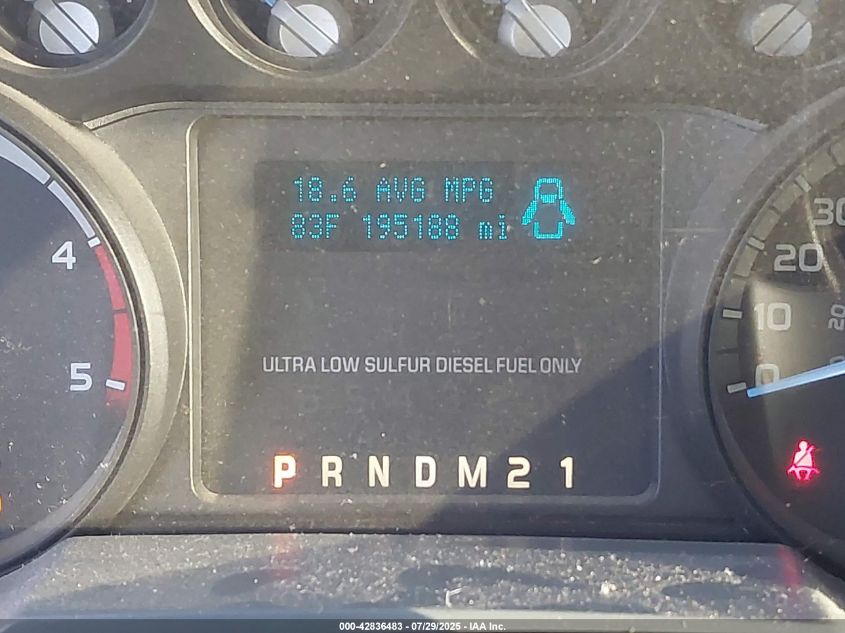 18.6 AVG MPG
83F 195188 mi
4
5
30
20
10
0
20
ULTRA LOW SULFUR DIESEL FUEL ONLY
P R N D M 2 1
000-42836483 - 07/29/2025 - IAA Inc.